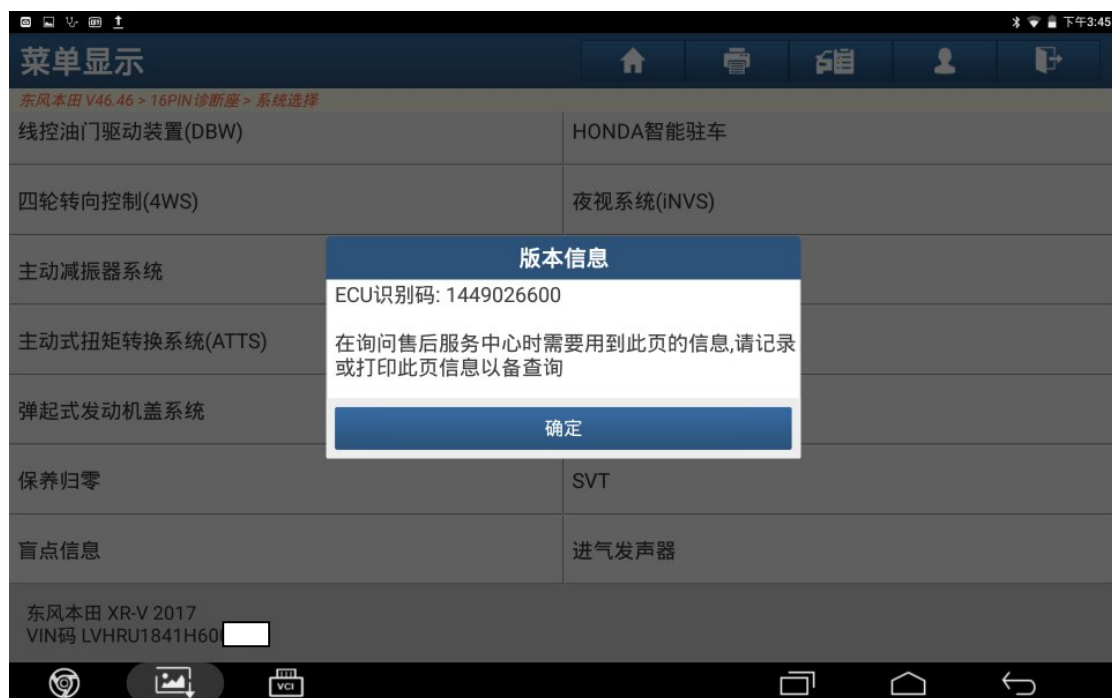 下午3:45
菜单显示
东风本田 V46.46 > 16PIN诊断座 > 系统选择
线控油门驱动装置(DBW)
HONDA智能驻车
四轮转向控制(4WS)
夜视系统(iNVS)
主动减振器系统
版本信息
ECU识别码: 1449026600
在询问售后服务中心时需要用到此页的信息,请记录
或打印此页信息以备查询
确定
主动式扭矩转换系统(ATTS)
弹起式发动机盖系统
保养归零
SVT
盲点信息
进气发声器
东风本田 XR-V 2017
VIN码 LVHRU1841H60
VCI